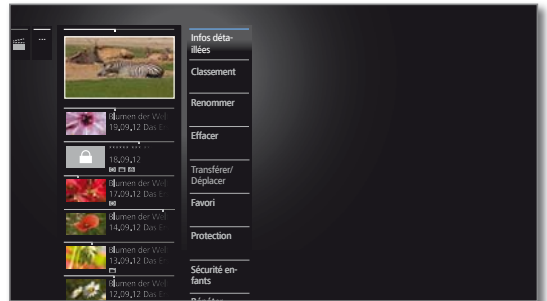 ...
Blumen der Wel
19.09.12 Das E
18.09.12
Blumen der Wel
17.09.12 Das E
Blumen der Wel
14.09.12 Das E
Blumen der Wel
13.09.12 Das E
Blumen der Wel
12.09.12 Das E
Infos déta-
illées
Classement
Renommer
Effacer
Transférer/
Déplacer
Favori
Protection
Sécurité en-
fants